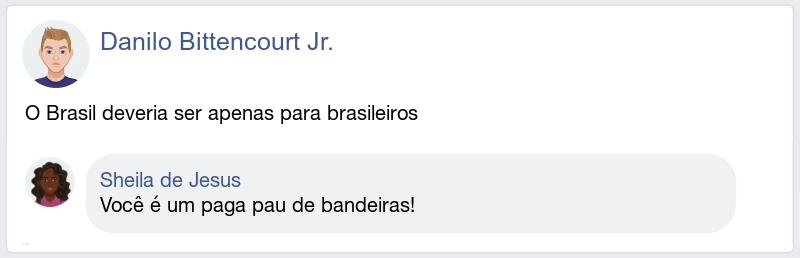 Danilo Bittencourt Jr.
O Brasil deveria ser apenas para brasileiros
Sheila de Jesus
Você é um paga pau de bandeiras!